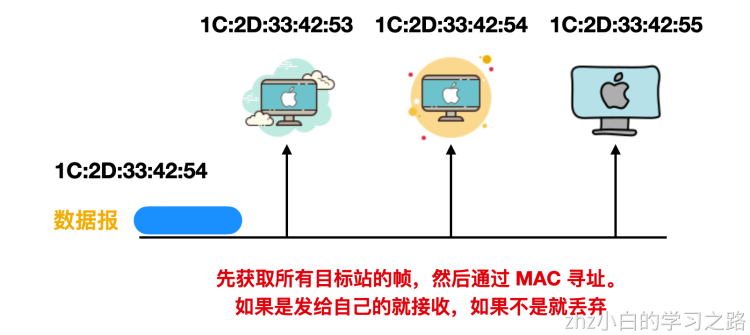 1C:2D:33:42:53 1C:2D:33:42:54 1C:2D:33:42:55
1C:2D:33:42:54
数据报
先获取所有目标站的帧，然后通过 MAC 寻址。
如果是发给自己的就接收，如果不是就丢弃
zhz小白的学习之路